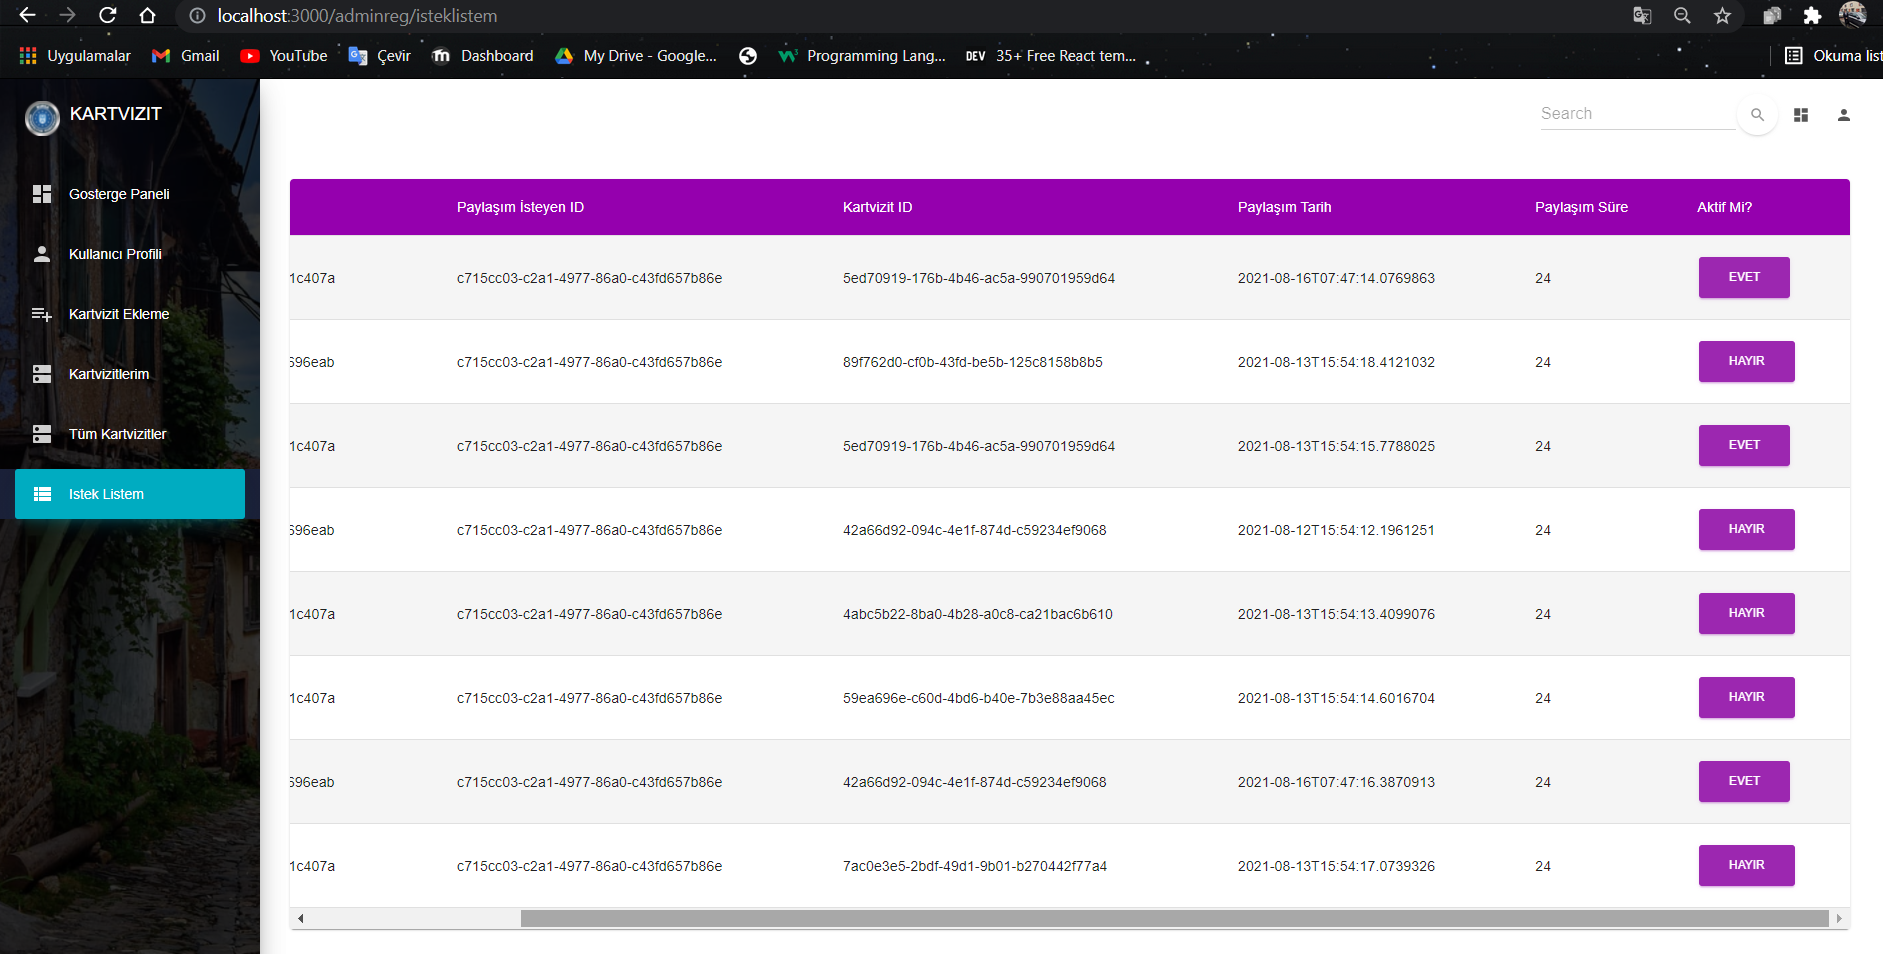 localhost:3000/adminreg/isteklistem
Uygulamalar Gmail YouTube Çevir Dashboard My Drive - Google... Programming Lang... DEV 35+ Free React tem... Okuma list
KARTVIZIT
Search
Gosterge Paneli
Kullanıcı Profili
Kartvizit Ekleme
Kartvizitlerim
Tüm Kartvizitler
Istek Listem
Paylaşım İsteyen ID Kartvizit ID Paylaşım Tarih Paylaşım Süre Aktif Mi?
1c407a c715cc03-c2a1-4977-86a0-c43fd657b86e 5ed70919-176b-4b46-ac5a-990701959d64 2021-08-16T07:47:14.0769863 24 EVET
696eab c715cc03-c2a1-4977-86a0-c43fd657b86e 89f762d0-cf0b-43fd-be5b-125c8158b8b5 2021-08-13T15:54:18.4121032 24 HAYIR
1c407a c715cc03-c2a1-4977-86a0-c43fd657b86e 5ed70919-176b-4b46-ac5a-990701959d64 2021-08-13T15:54:15.7788025 24 EVET
696eab c715cc03-c2a1-4977-86a0-c43fd657b86e 42a66d92-094c-4e1f-874d-c59234ef9068 2021-08-12T15:54:12.1961251 24 HAYIR
1c407a c715cc03-c2a1-4977-86a0-c43fd657b86e 4abc5b22-8ba0-4b28-a0c8-ca21bac6b610 2021-08-13T15:54:13.4099076 24 HAYIR
1c407a c715cc03-c2a1-4977-86a0-c43fd657b86e 59ea696e-c60d-4bd6-b40e-7b3e88aa45ec 2021-08-13T15:54:14.6016704 24 HAYIR
696eab c715cc03-c2a1-4977-86a0-c43fd657b86e 42a66d92-094c-4e1f-874d-c59234ef9068 2021-08-16T07:47:16.3870913 24 EVET
1c407a c715cc03-c2a1-4977-86a0-c43fd657b86e 7ac0e3e5-2bdf-49d1-9b01-b270442f77a4 2021-08-13T15:54:17.0739326 24 HAYIR